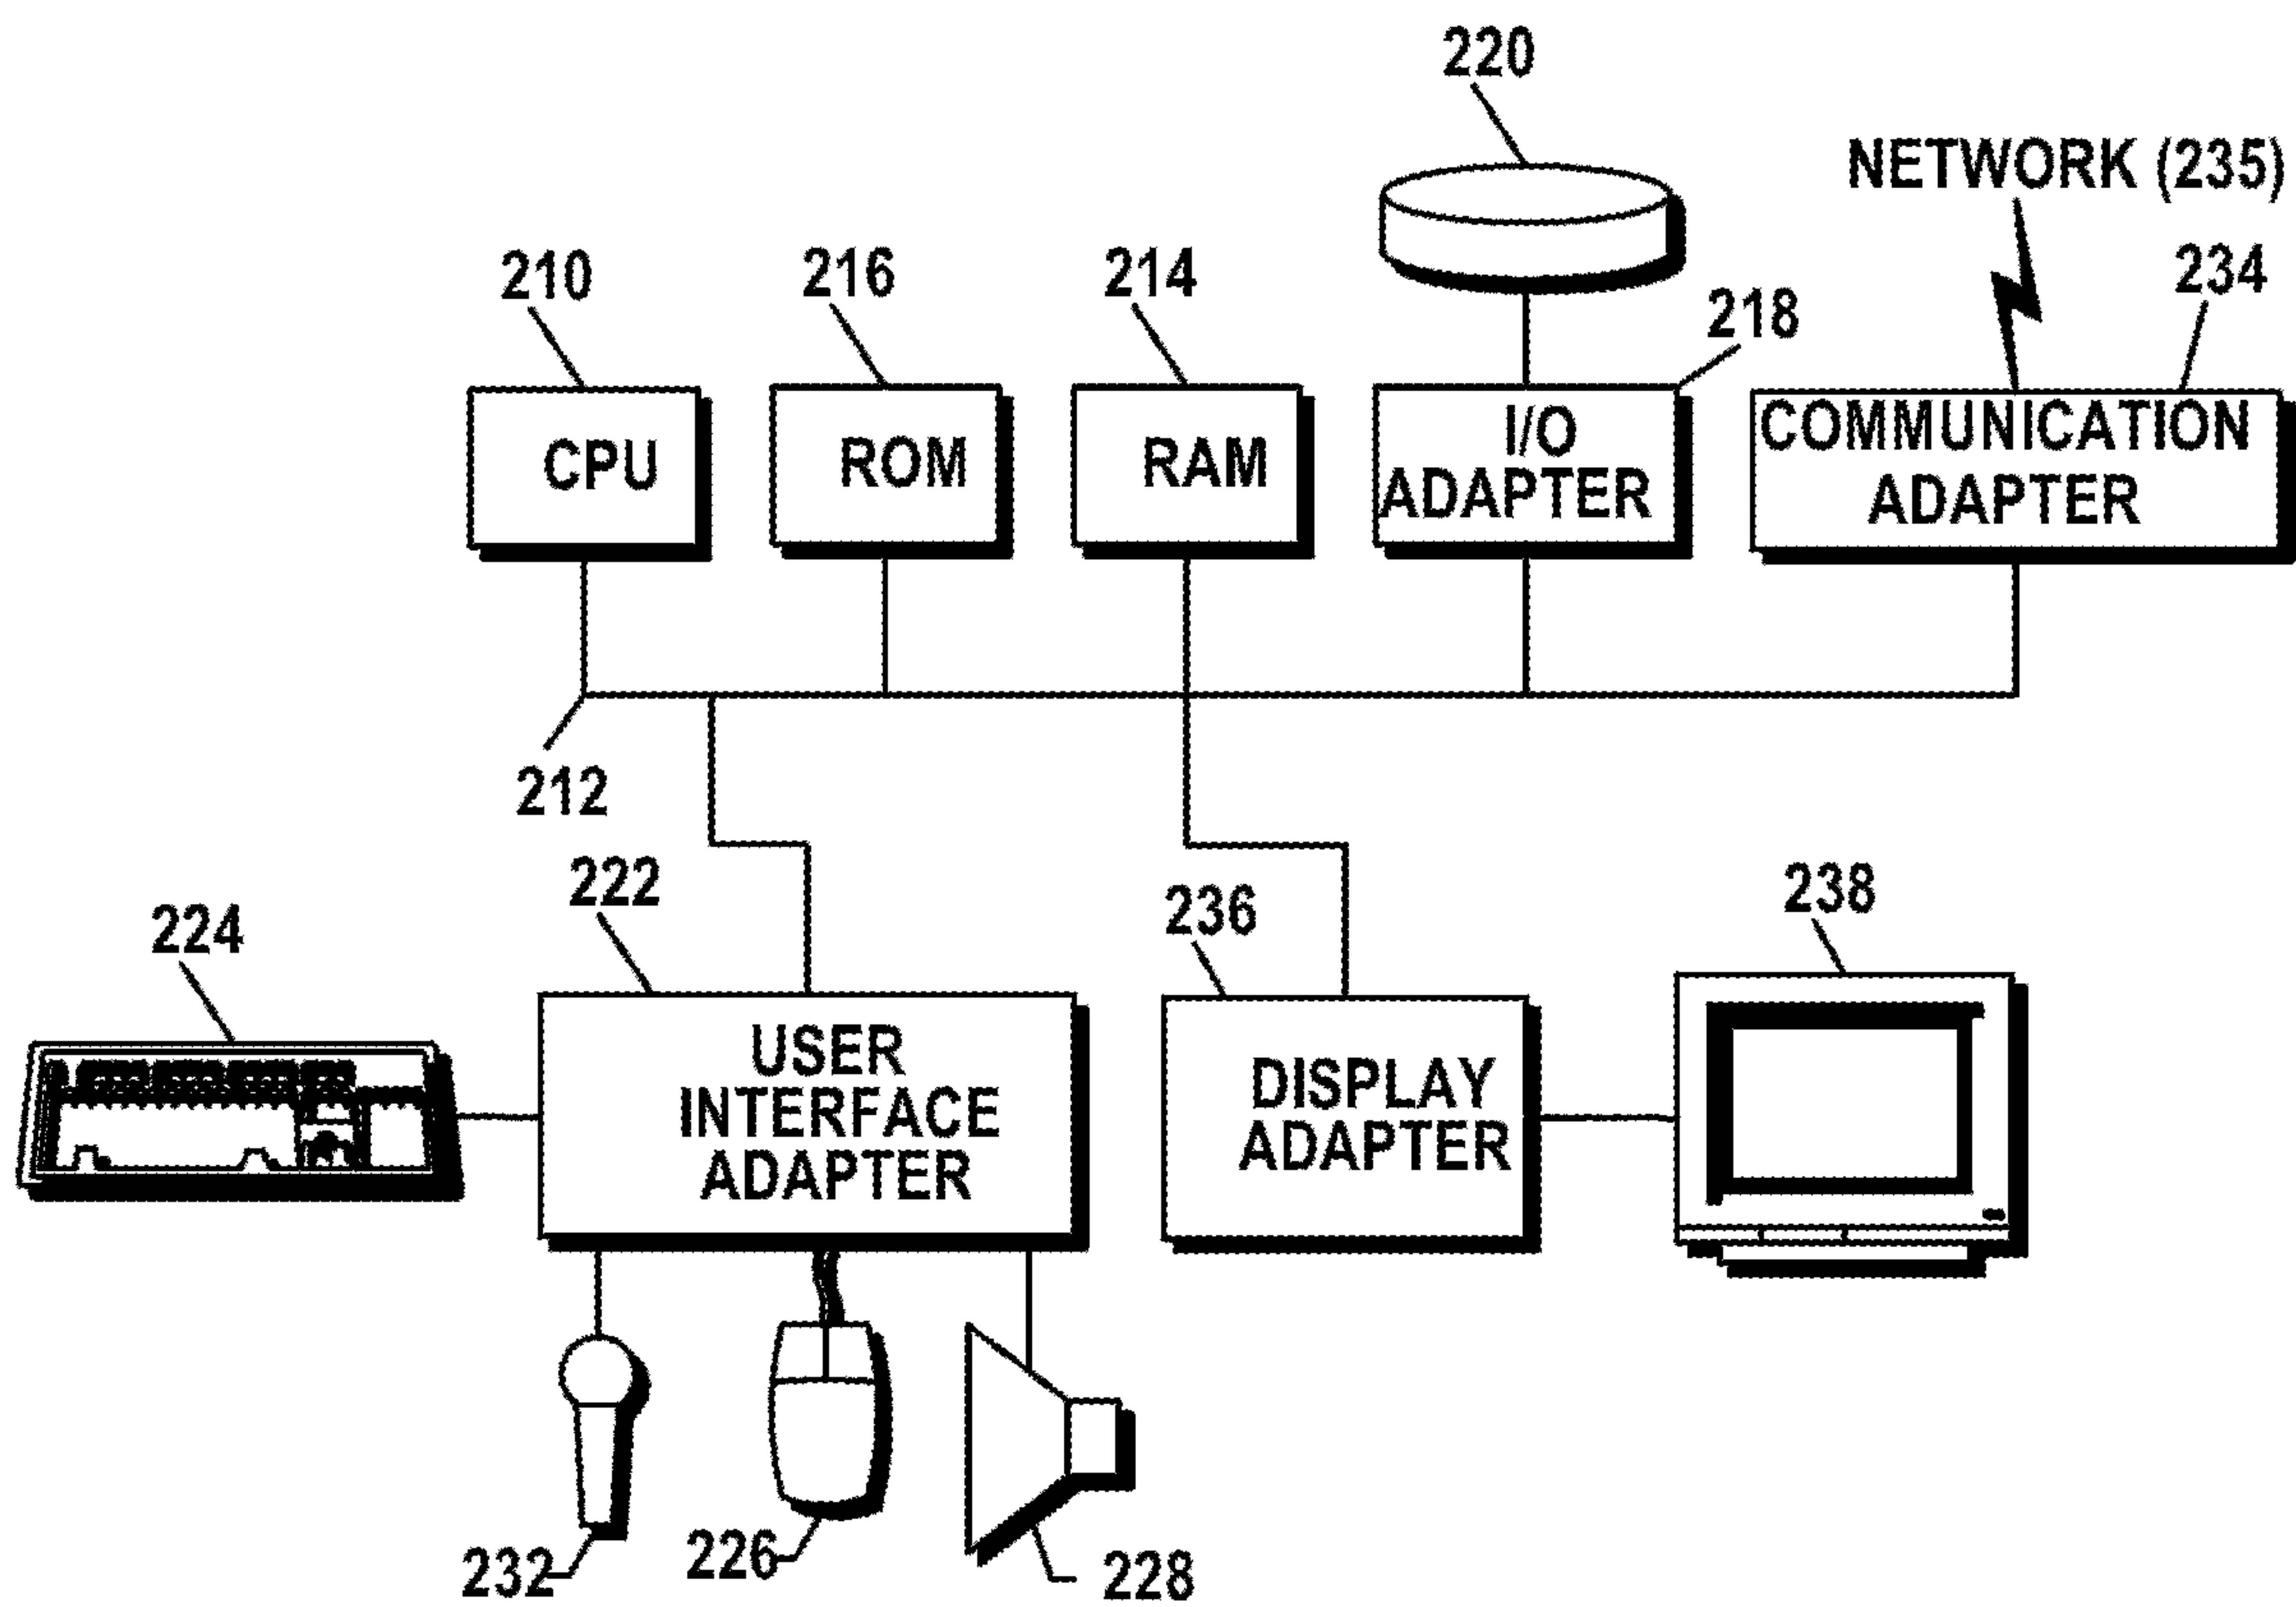 220
NETWORK (235)
210
216
214
218
234
CPU
ROM
RAM
I/O
ADAPTER
COMMUNICATION
ADAPTER
212
222
224
236
238
USER
INTERFACE
ADAPTER
DISPLAY
ADAPTER
232
226
228